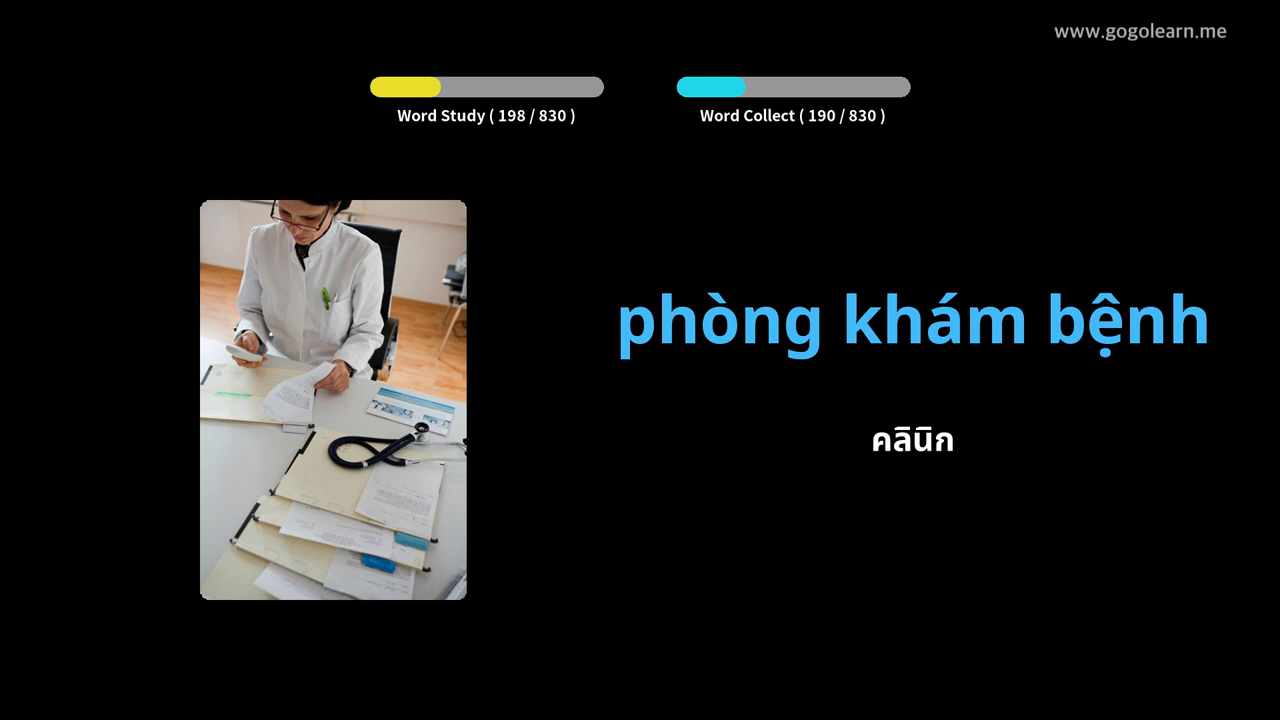 www.gogolearn.me
Word Study ( 198 / 830 )
Word Collect ( 190 / 830 )
phòng khám bệnh
คลินิก